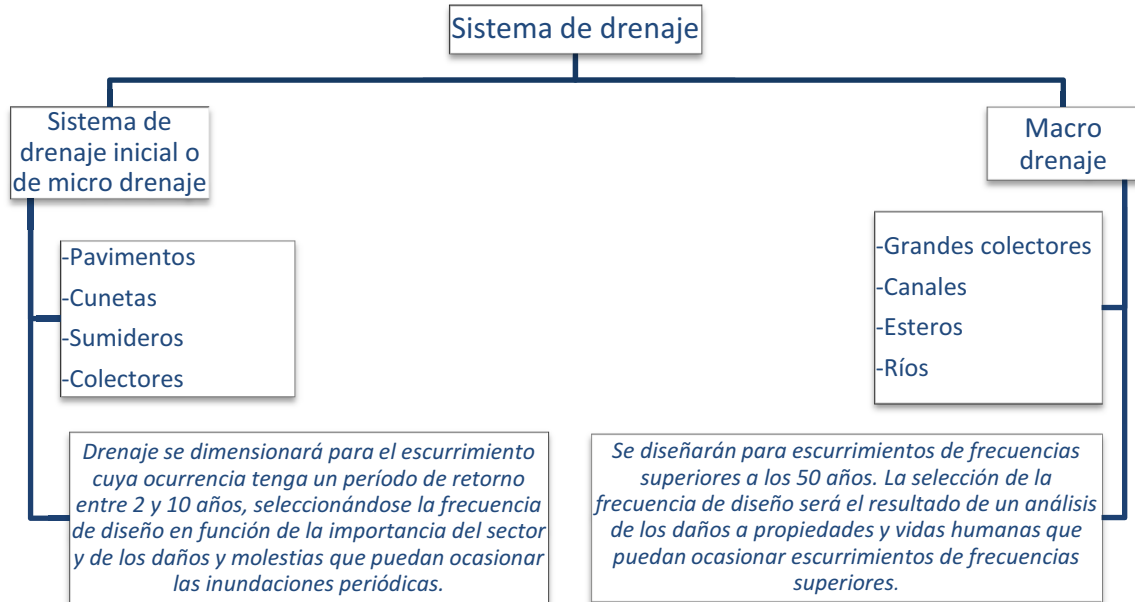 Sistema de drenaje
Sistema de
drenaje inicial o
de micro drenaje
-Pavimentos
-Cunetas
-Sumideros
-Colectores
Drenaje se dimensionará para el escurrimiento
cuya ocurrencia tenga un período de retorno
entre 2 y 10 años, seleccionándose la frecuencia
de diseño en función de la importancia del sector
y de los daños y molestias que puedan ocasionar
las inundaciones periódicas.
Macro
drenaje
-Grandes colectores
-Canales
-Esteros
-Ríos
Se diseñarán para escurrimientos de frecuencias
superiores a los 50 años. La selección de la
frecuencia de diseño será el resultado de un análisis
de los daños a propiedades y vidas humanas que
puedan ocasionar escurrimientos de frecuencias
superiores.